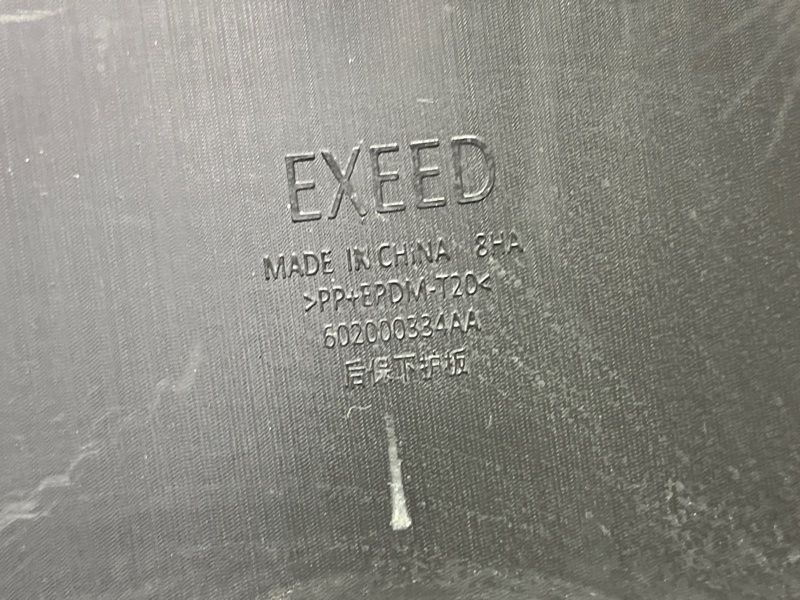 EXEED
MADE IN CHINA 8HA
>PP+EPDM-T20<
602000334AA
后保下护板